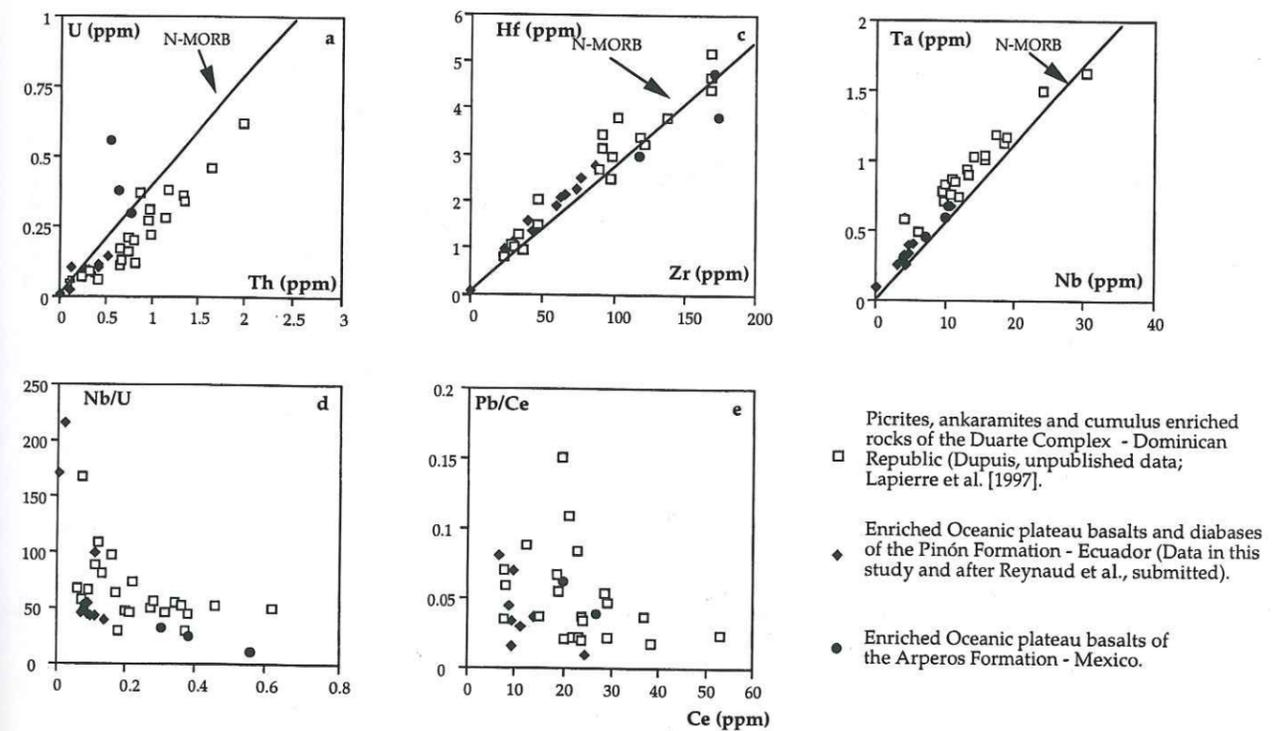 U (ppm)
a
N-MORB
1
0.75
0.5
0.25
0
Th (ppm)
0 0.5 1 1.5 2 2.5 3
Hf (ppm)
c
N-MORB
6
5
4
3
2
1
0
Zr (ppm)
0 50 100 150 200
Ta (ppm)
N-MORB
2
1.5
1
0.5
0
Nb (ppm)
0 10 20 30 40
Nb/U
d
250
200
150
100
50
0
0 0.2 0.4 0.6 0.8
Pb/Ce
e
0.2
0.15
0.1
0.05
0
0 10 20 30 40 50 60
Ce (ppm)
Picrites, ankaramites and cumulus enriched
rocks of the Duarte Complex - Dominican
Republic (Dupuis, unpublished data;
Lapierre et al. [1997].
Enriched Oceanic plateau basalts and diabases
of the Pinón Formation - Ecuador (Data in this
study and after Reynaud et al., submitted).
Enriched Oceanic plateau basalts of
the Arperos Formation - Mexico.